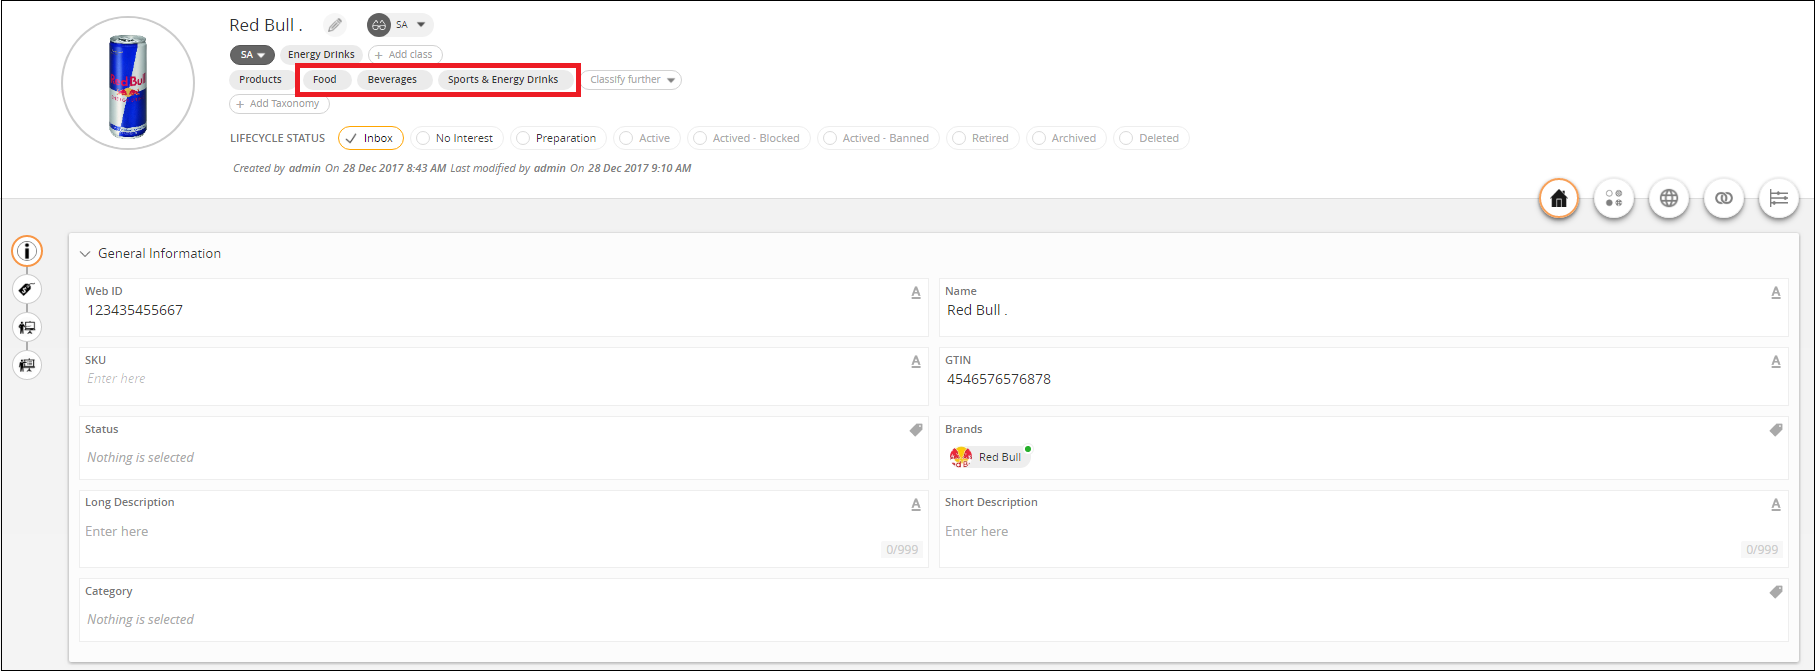 Red Bull .
SA
SA
Energy Drinks
+ Add class
Products
Food
Beverages
Sports & Energy Drinks
Classify further
+ Add Taxonomy
LIFECYCLE STATUS
Inbox
No Interest
Preparation
Active
Actived - Blocked
Actived - Banned
Retired
Archived
Deleted
Created by admin On 28 Dec 2017 8:43 AM Last modified by admin On 28 Dec 2017 9:10 AM
General Information
Web ID
123435455667
Name
Red Bull .
SKU
Enter here
GTIN
4546576576878
Status
Nothing is selected
Brands
Red Bull
Long Description
Enter here
0/999
Short Description
Enter here
0/999
Category
Nothing is selected